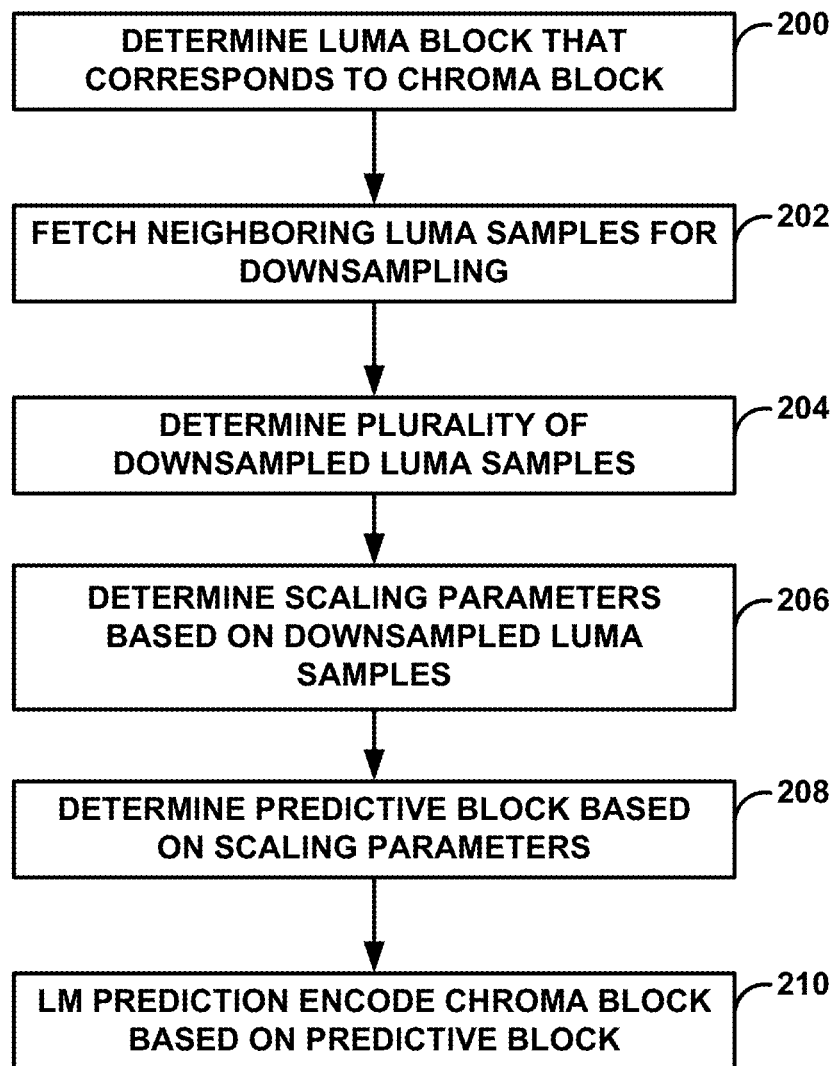 DETERMINE LUMA BLOCK THAT
CORRESPONDS TO CHROMA BLOCK
200
FETCH NEIGHBORING LUMA SAMPLES FOR
DOWNSAMPLING
202
DETERMINE PLURALITY OF
DOWNSAMPLED LUMA SAMPLES
204
DETERMINE SCALING PARAMETERS
BASED ON DOWNSAMPLED LUMA
SAMPLES
206
DETERMINE PREDICTIVE BLOCK BASED
ON SCALING PARAMETERS
208
LM PREDICTION ENCODE CHROMA BLOCK
BASED ON PREDICTIVE BLOCK
210